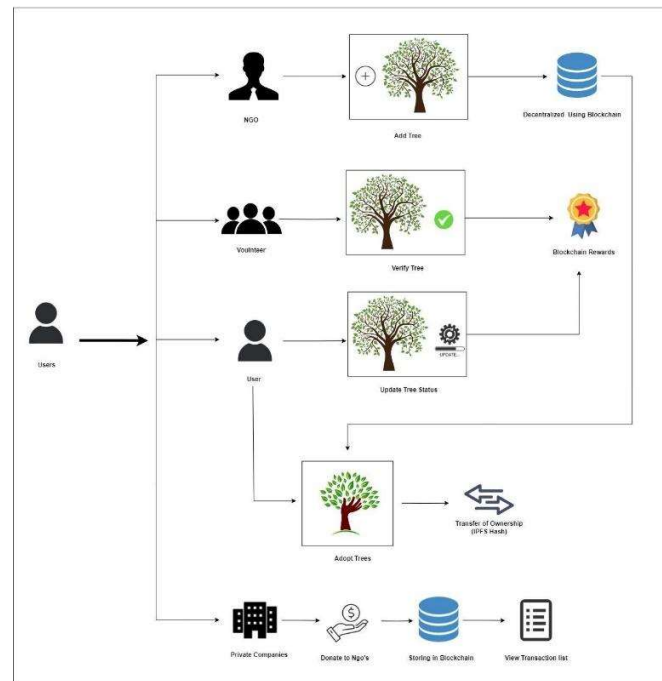 NGO
Add Tree
Decentralized Using Blockchain
Voulnteer
Verify Tree
Blockchain Rewards
Users
User
UPDATE...
Update Tree Status
Adopt Trees
Transfer of Ownership
(IPFS Hash)
Private Companies
Donate to Ngo's
Storing in Blockchain
View Transaction list